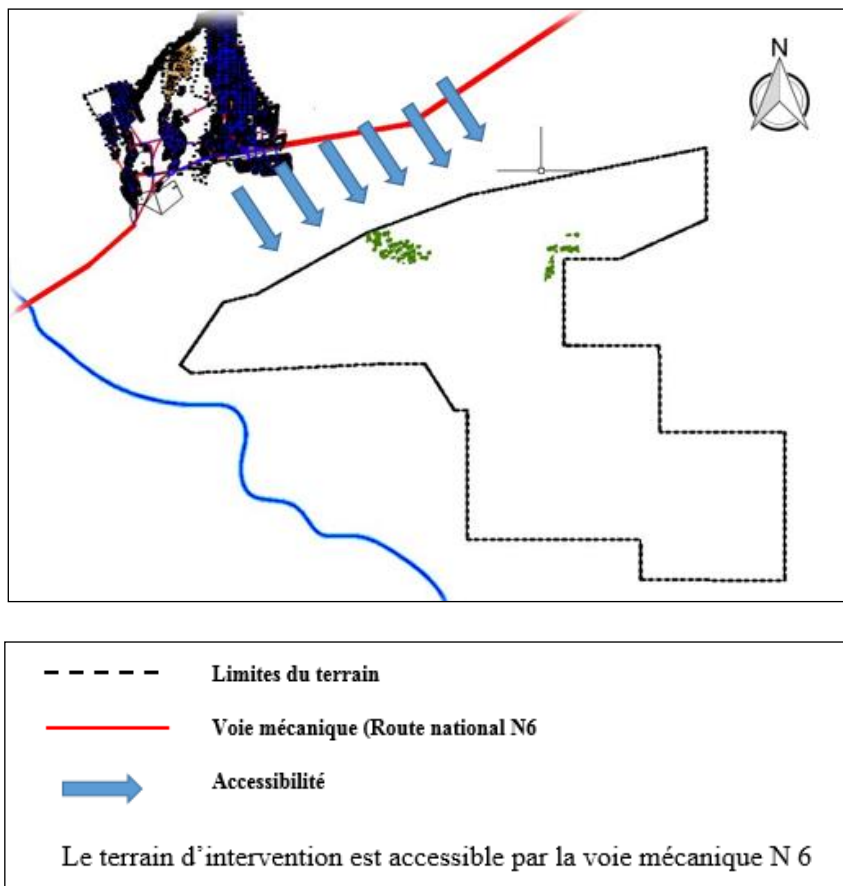 N
Limites du terrain
Voie mécanique (Route national N6
Accessibilité
Le terrain d'intervention est accessible par la voie mécanique N 6